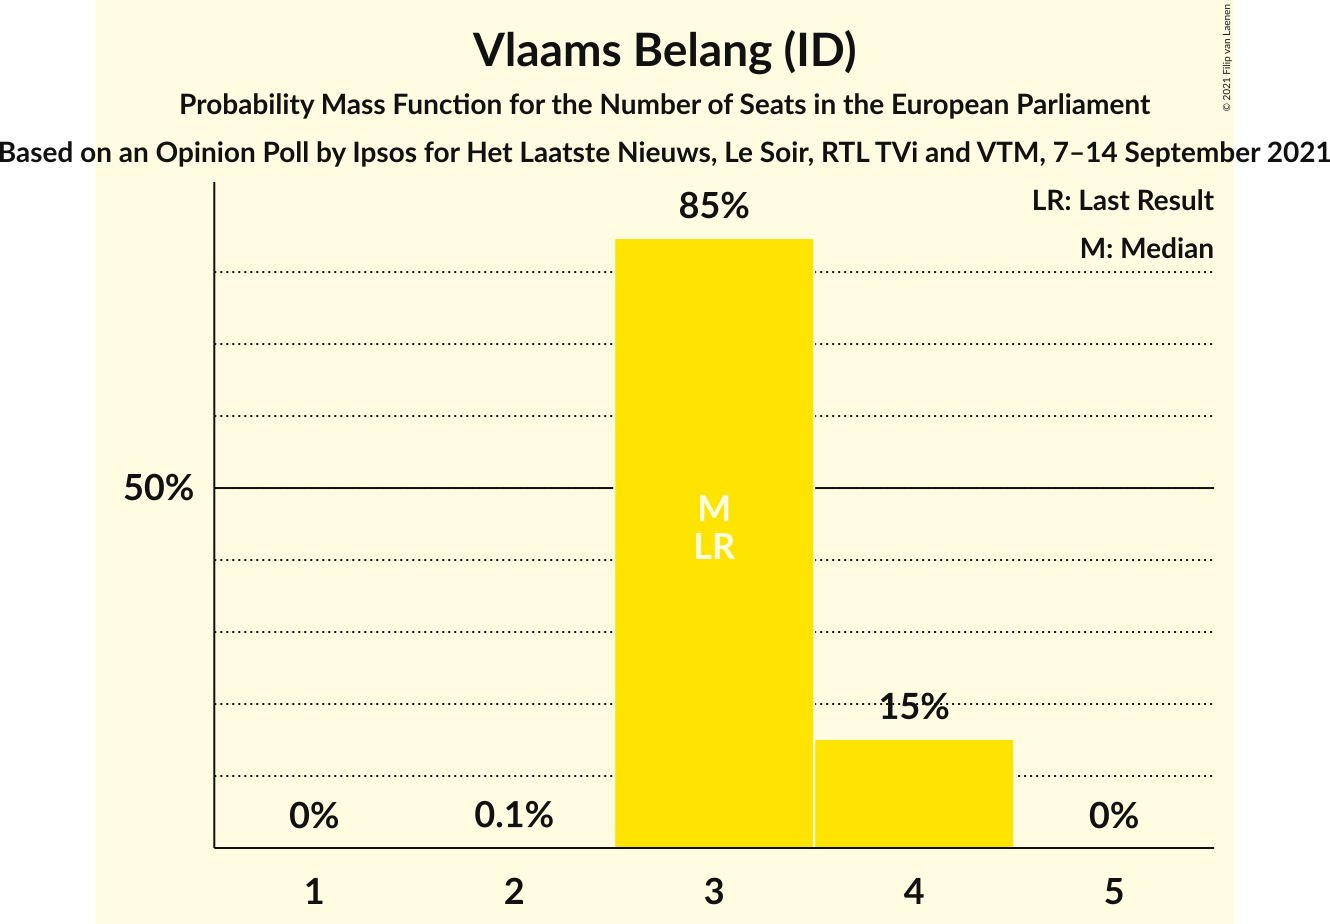 Vlaams Belang (ID)
Probability Mass Function for the Number of Seats in the European Parliament
Based on an Opinion Poll by Ipsos for Het Laatste Nieuws, Le Soir, RTL TVi and VTM, 7–14 September 2021
© 2021 Filip van Laenen
LR: Last Result
M: Median
85%
50%
M
LR
15%
0%
0.1%
0%
1
2
3
4
5